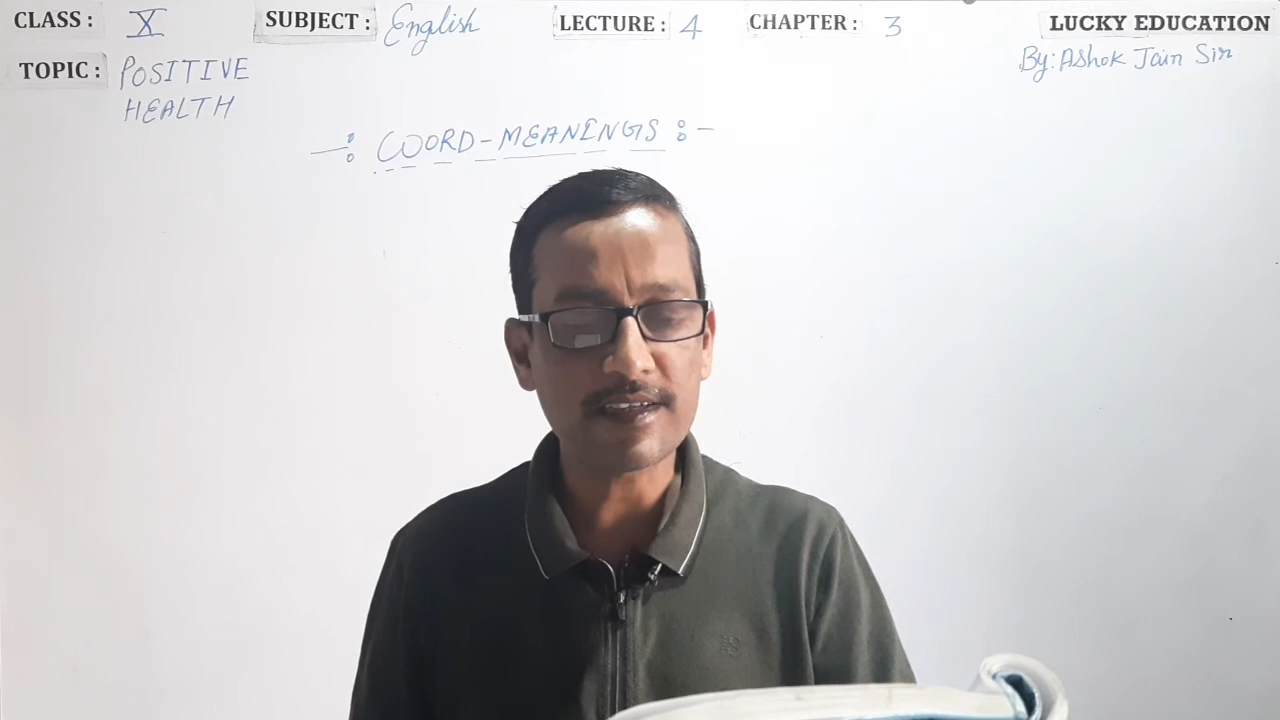 CLASS : X SUBJECT : English LECTURE : 4 CHAPTER : 3 LUCKY EDUCATION
TOPIC : POSITIVE By: Ashok Jain Sir
HEALTH
—: WORD-MEANINGS :—